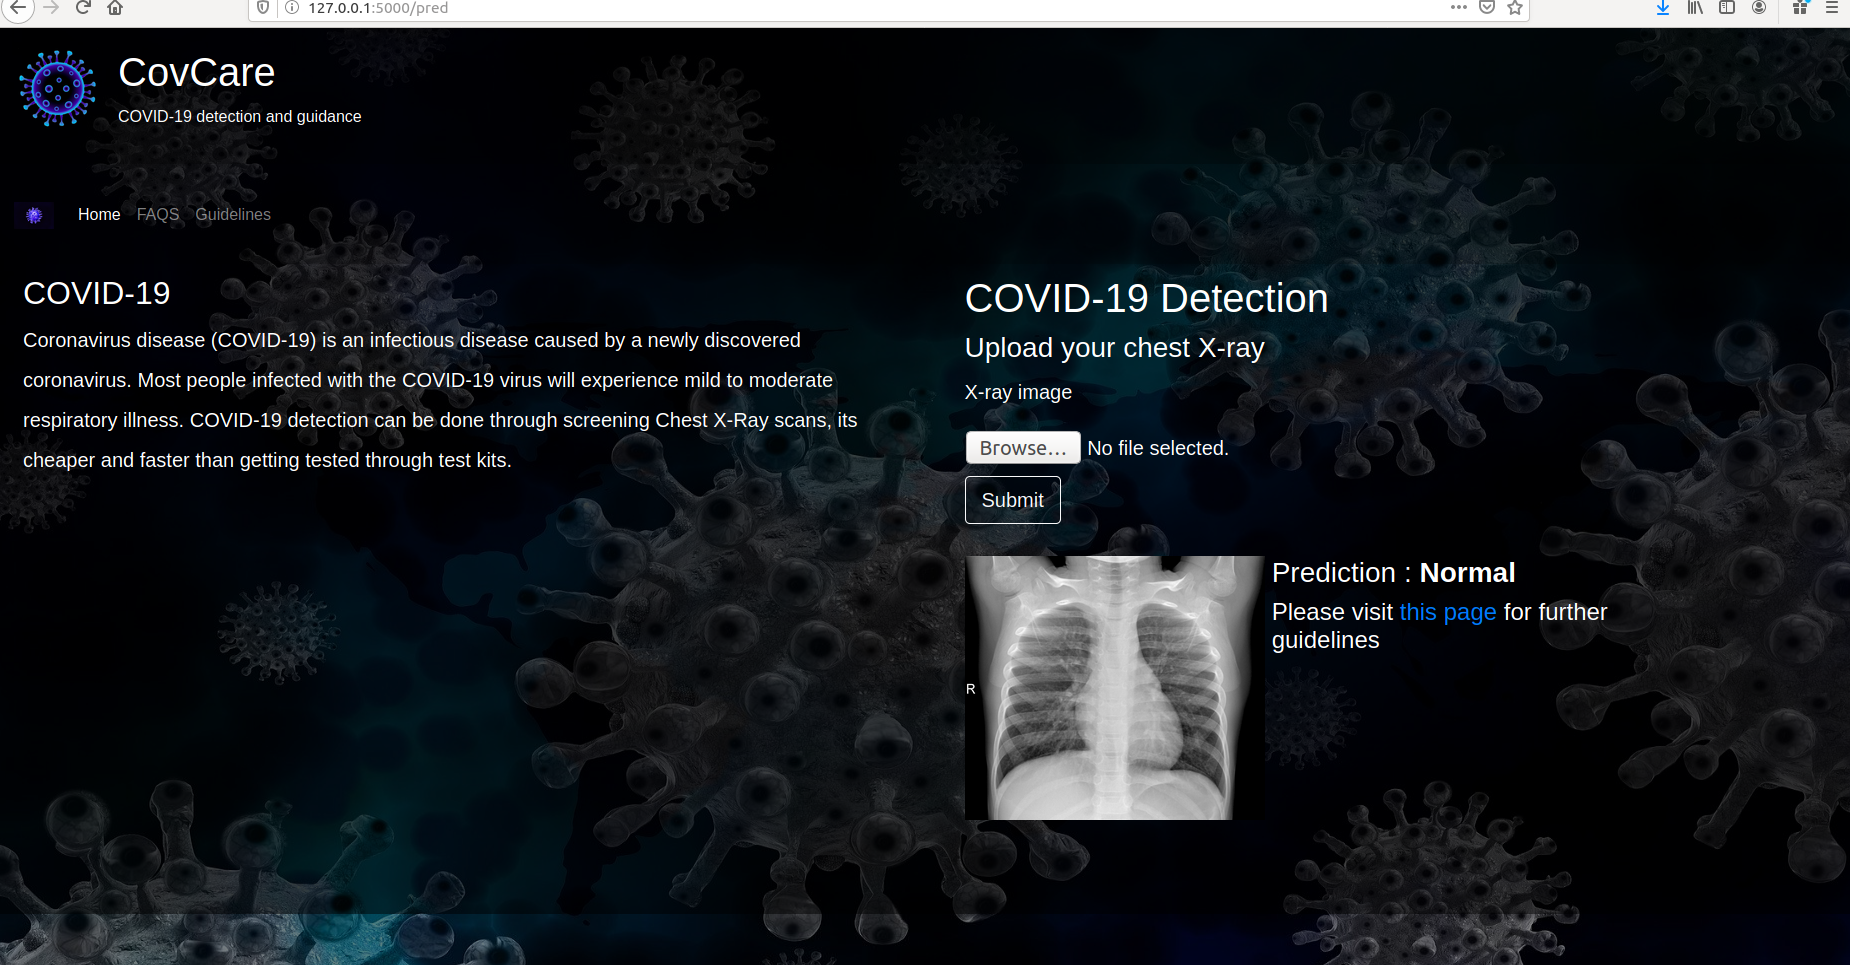 127.0.0.1:5000/pred
CovCare
COVID-19 detection and guidance
Home FAQS Guidelines
COVID-19
Coronavirus disease (COVID-19) is an infectious disease caused by a newly discovered
coronavirus. Most people infected with the COVID-19 virus will experience mild to moderate
respiratory illness. COVID-19 detection can be done through screening Chest X-Ray scans, its
cheaper and faster than getting tested through test kits.
COVID-19 Detection
Upload your chest X-ray
X-ray image
Browse... No file selected.
Submit
R
Prediction : Normal
Please visit this page for further
guidelines